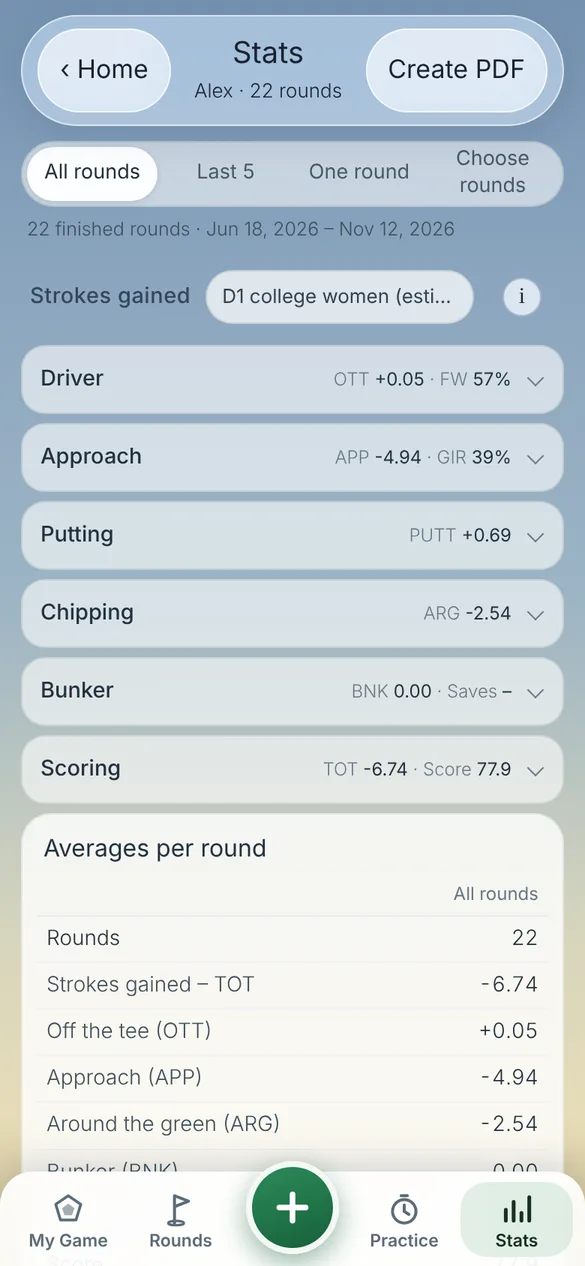 ‹ Home
Stats
Alex · 22 rounds
Create PDF
All rounds
Last 5
One round
Choose rounds
22 finished rounds · Jun 18, 2026 – Nov 12, 2026
Strokes gained
D1 college women (esti...
i
Driver OTT +0.05 · FW 57%
Approach APP -4.94 · GIR 39%
Putting PUTT +0.69
Chipping ARG -2.54
Bunker BNK 0.00 · Saves –
Scoring TOT -6.74 · Score 77.9
Averages per round
All rounds
Rounds 22
Strokes gained – TOT -6.74
Off the tee (OTT) +0.05
Approach (APP) -4.94
Around the green (ARG) -2.54
Bunker (BNK) 0.00
My Game
Rounds
+
Practice
Stats